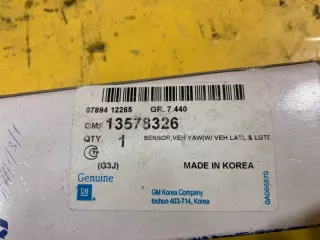 07894 12265 GR. 7.440
GM# 13578326
QTY. 1 SENSOR,VEH YAW(W/ VEH LATL & LGTD
(G3J) MADE IN KOREA
Genuine
GM
GM Korea Company
Inchon 403-714, Korea
GA066570